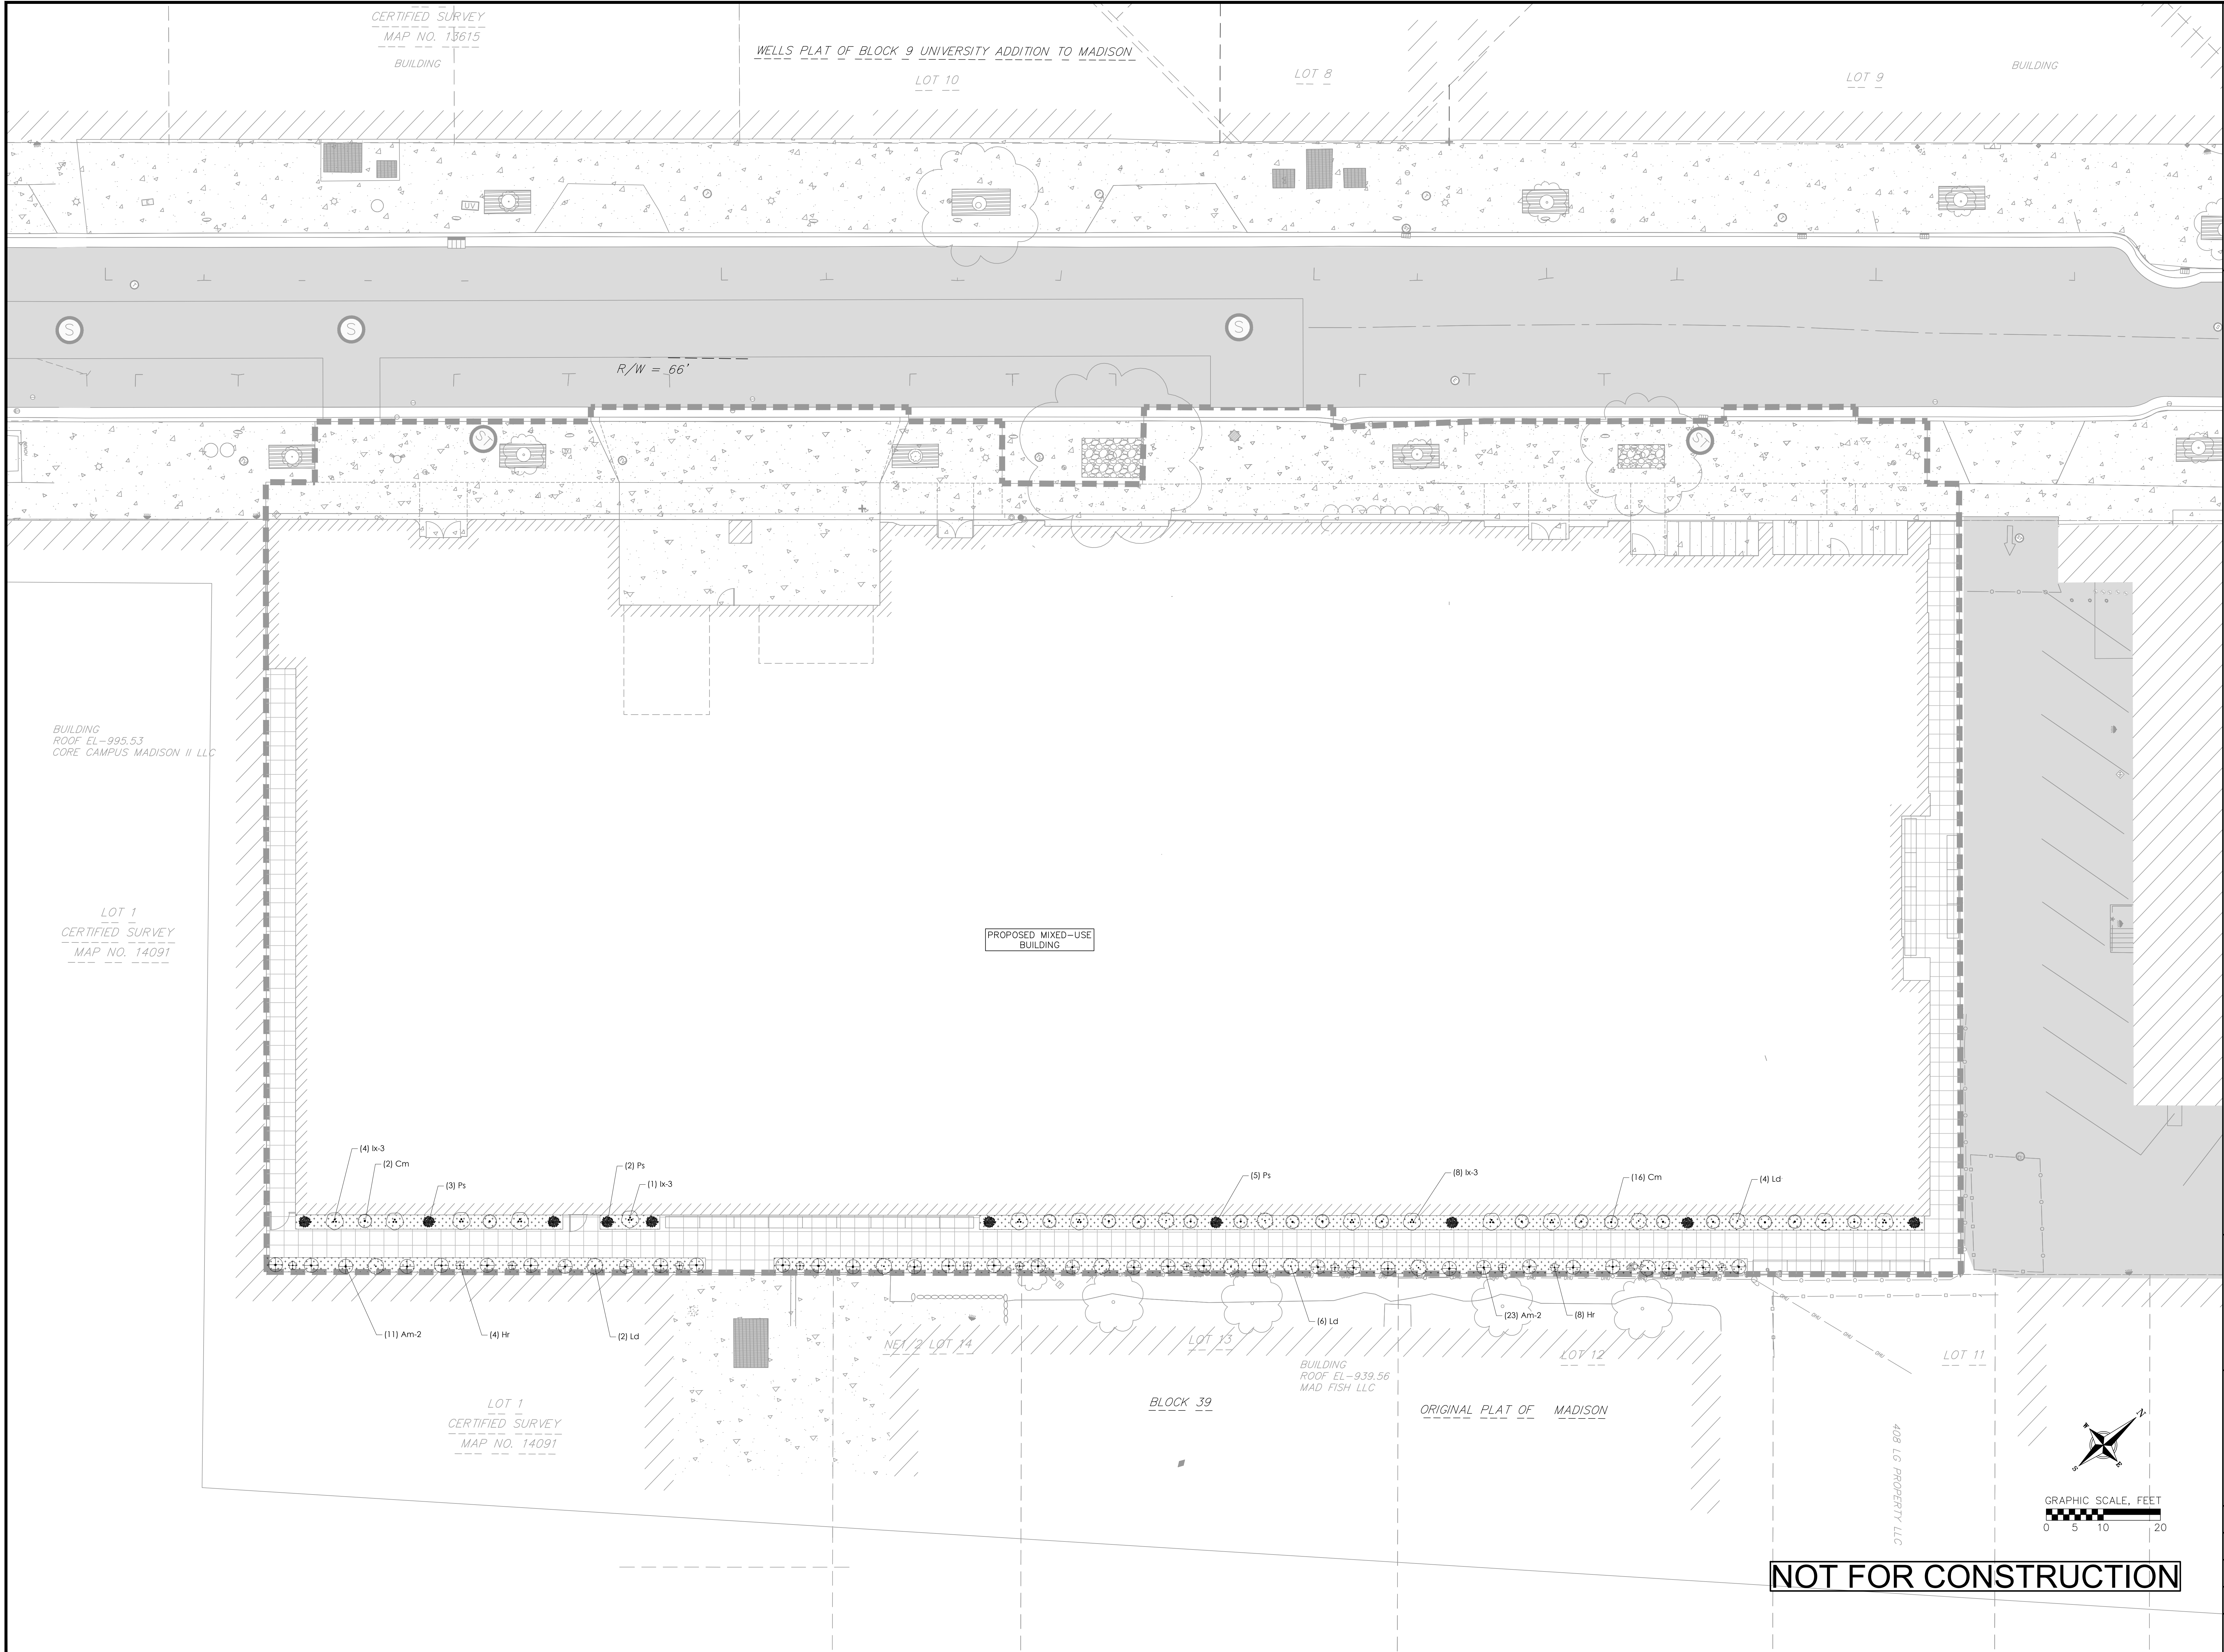 CERTIFIED SURVEY
MAP NO. 13615
BUILDING
WELLS PLAT OF BLOCK 9 UNIVERSITY ADDITION TO MADISON
LOT 10
LOT 8
LOT 9
BUILDING
UV
S
S
S
R/W = 66'
BUILDING
ROOF EL-995.53
CORE CAMPUS MADISON II LLC
LOT 1
CERTIFIED SURVEY
MAP NO. 14091
PROPOSED MIXED-USE
BUILDING
(4) Ix-3
(2) Cm
(3) Ps
(2) Ps
(1) Ix-3
(5) Ps
(8) Ix-3
(16) Cm
(4) Ld
(11) Am-2
(4) Hr
(2) Ld
(6) Ld
(23) Am-2
(8) Hr
LOT 14
LOT 13
LOT 12
LOT 11
BUILDING
ROOF EL-939.56
MAD FISH LLC
BLOCK 39
ORIGINAL PLAT OF MADISON
LOT 1
CERTIFIED SURVEY
MAP NO. 14091
408 LG PROPERTY LLC
N
W
E
S
GRAPHIC SCALE, FEET
0 5 10 20
NOT FOR CONSTRUCTION